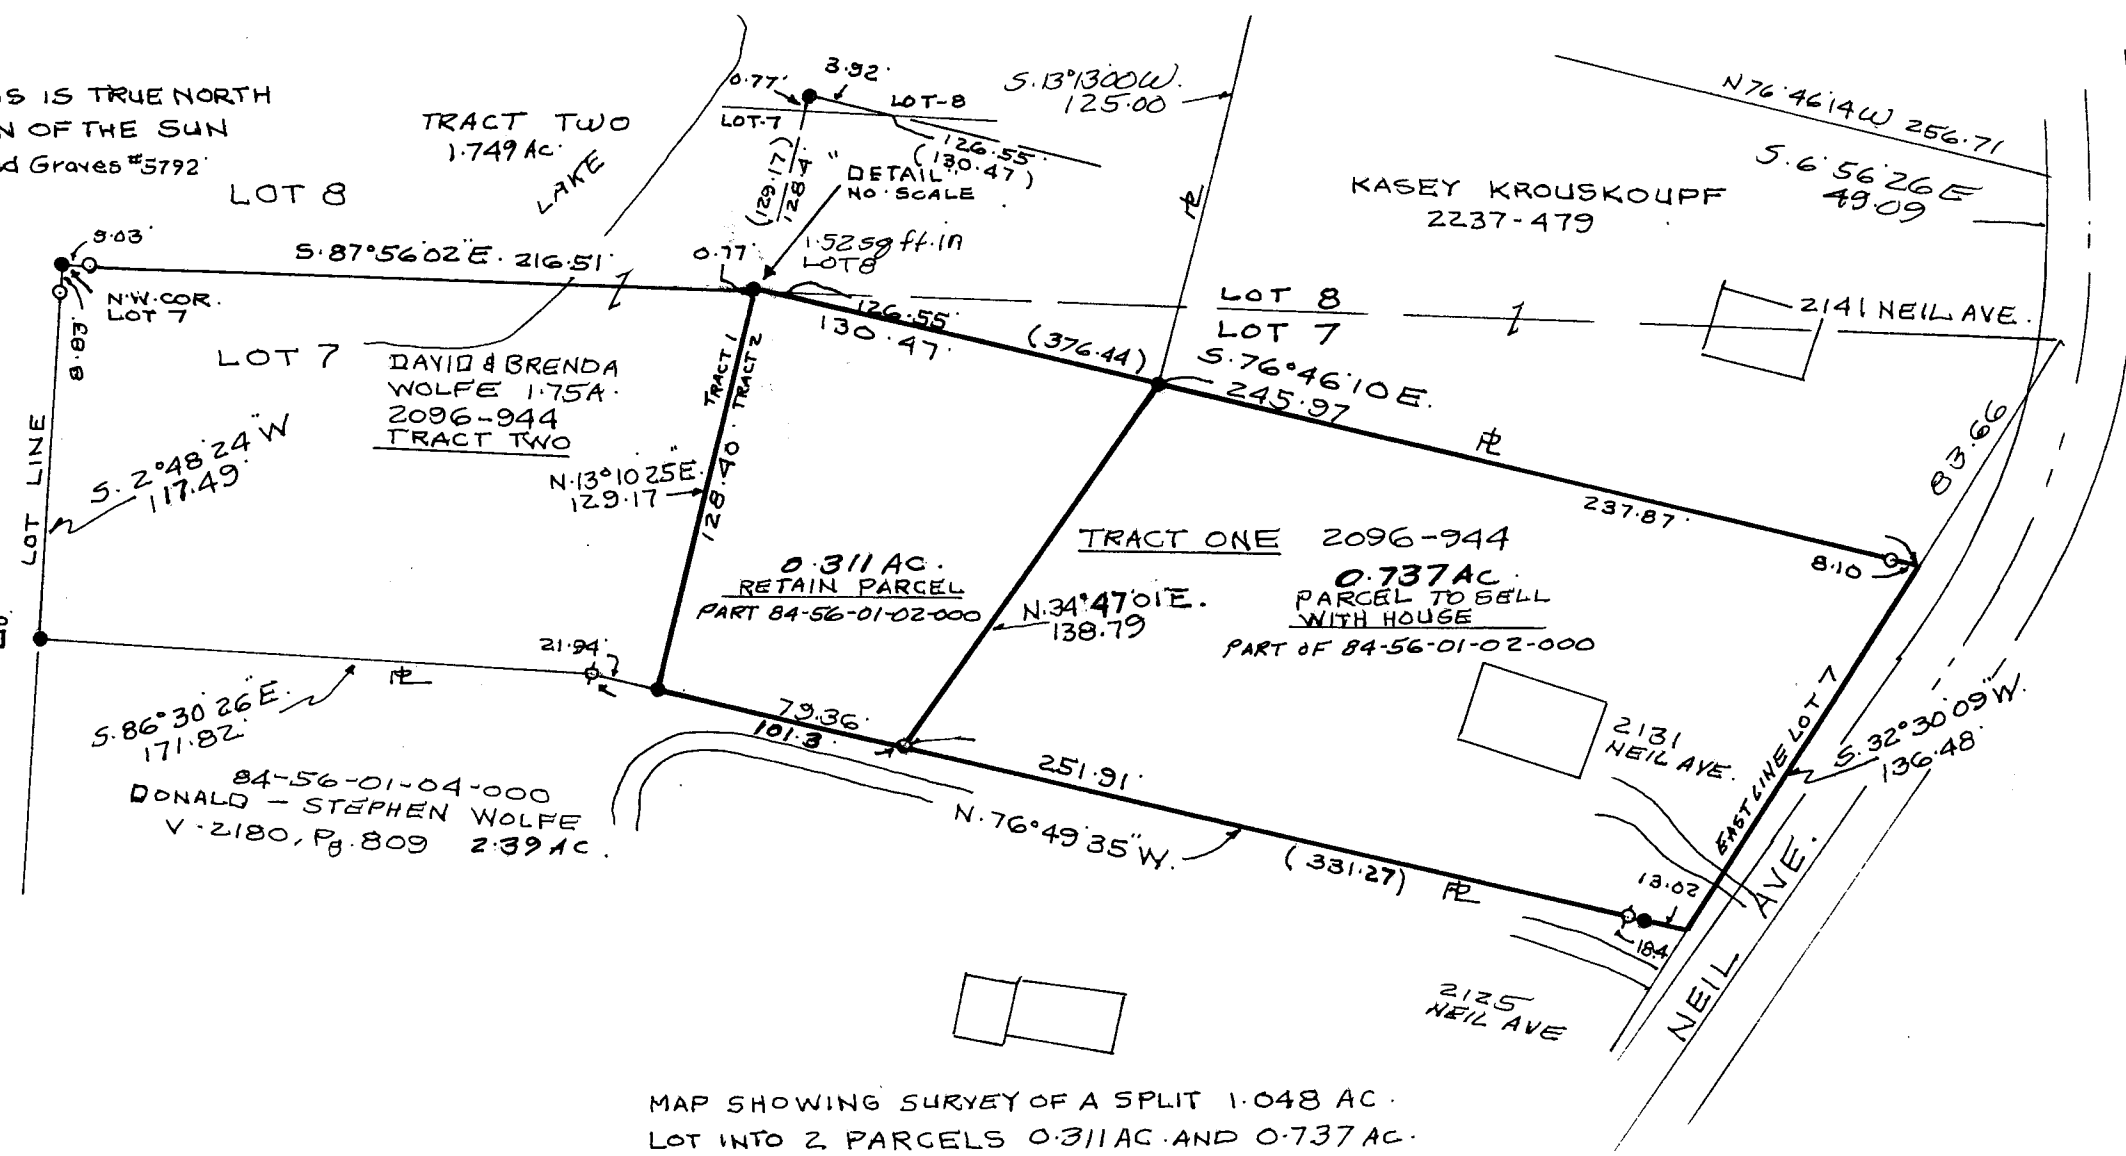 S IS TRUE NORTH
N OF THE SUN
d Graves #5792
TRACT TWO
1.749 AC.
LAKE
LOT 8
0.77'
3.92'
LOT-8
LOT-7
126.55'
(130.47')
(129.17)
128.4
"DETAIL"
NO. SCALE
S.13°13'00 W.
125.00
PL
N 76°46'14 W 256.71
S.6°56'26 E
49.09
KASEY KROUSKOUPF
2237-479
9.03'
S.87°56'02"E. 216.51'
0.77'
1.52 sq ft. in
LOT 8
N.W. COR.
LOT 7
8.83'
LOT 7
DAVID & BRENDA
WOLFE 1.75A.
2096-944
TRACT TWO
126.55'
130.47'
(376.44')
LOT 8
LOT 7
2141 NEIL AVE.
S.76°46'10 E.
245.97
PL
83.66
TRACT 1
TRACT 2
LOT LINE
S. 2°48'24"W
117.49'
N.13°10'25"E.
129.17
128.40'
237.87'
8.10
0.311 AC.
RETAIN PARCEL
PART 84-56-01-02-000
TRACT ONE 2096-944
0.737 AC.
PARCEL TO SELL
WITH HOUSE
PART OF 84-56-01-02-000
N.34°47'01"E.
138.79
21.94'
PL
S.86°30'26"E.
171.82'
79.36'
101.3
84-56-01-04-000
DONALD - STEPHEN WOLFE
V.2180, Pg. 809 2.39 AC.
251.91'
N.76°49'35"W.
(331.27')
PL
2131
NEIL AVE.
EAST LINE LOT 7
S.32°30'09"W.
136.48'
13.02
18.4
NEIL AVE.
2125
NEIL AVE
MAP SHOWING SURVEY OF A SPLIT 1.048 AC.
LOT INTO 2 PARCELS 0.311 AC. AND 0.737 AC.